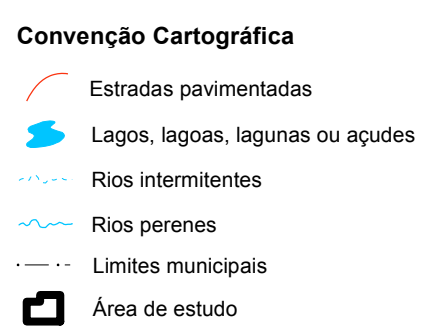 Convenção Cartográfica
Estradas pavimentadas
Lagos, lagoas, lagunas ou açudes
Rios intermitentes
Rios perenes
Limites municipais
Área de estudo